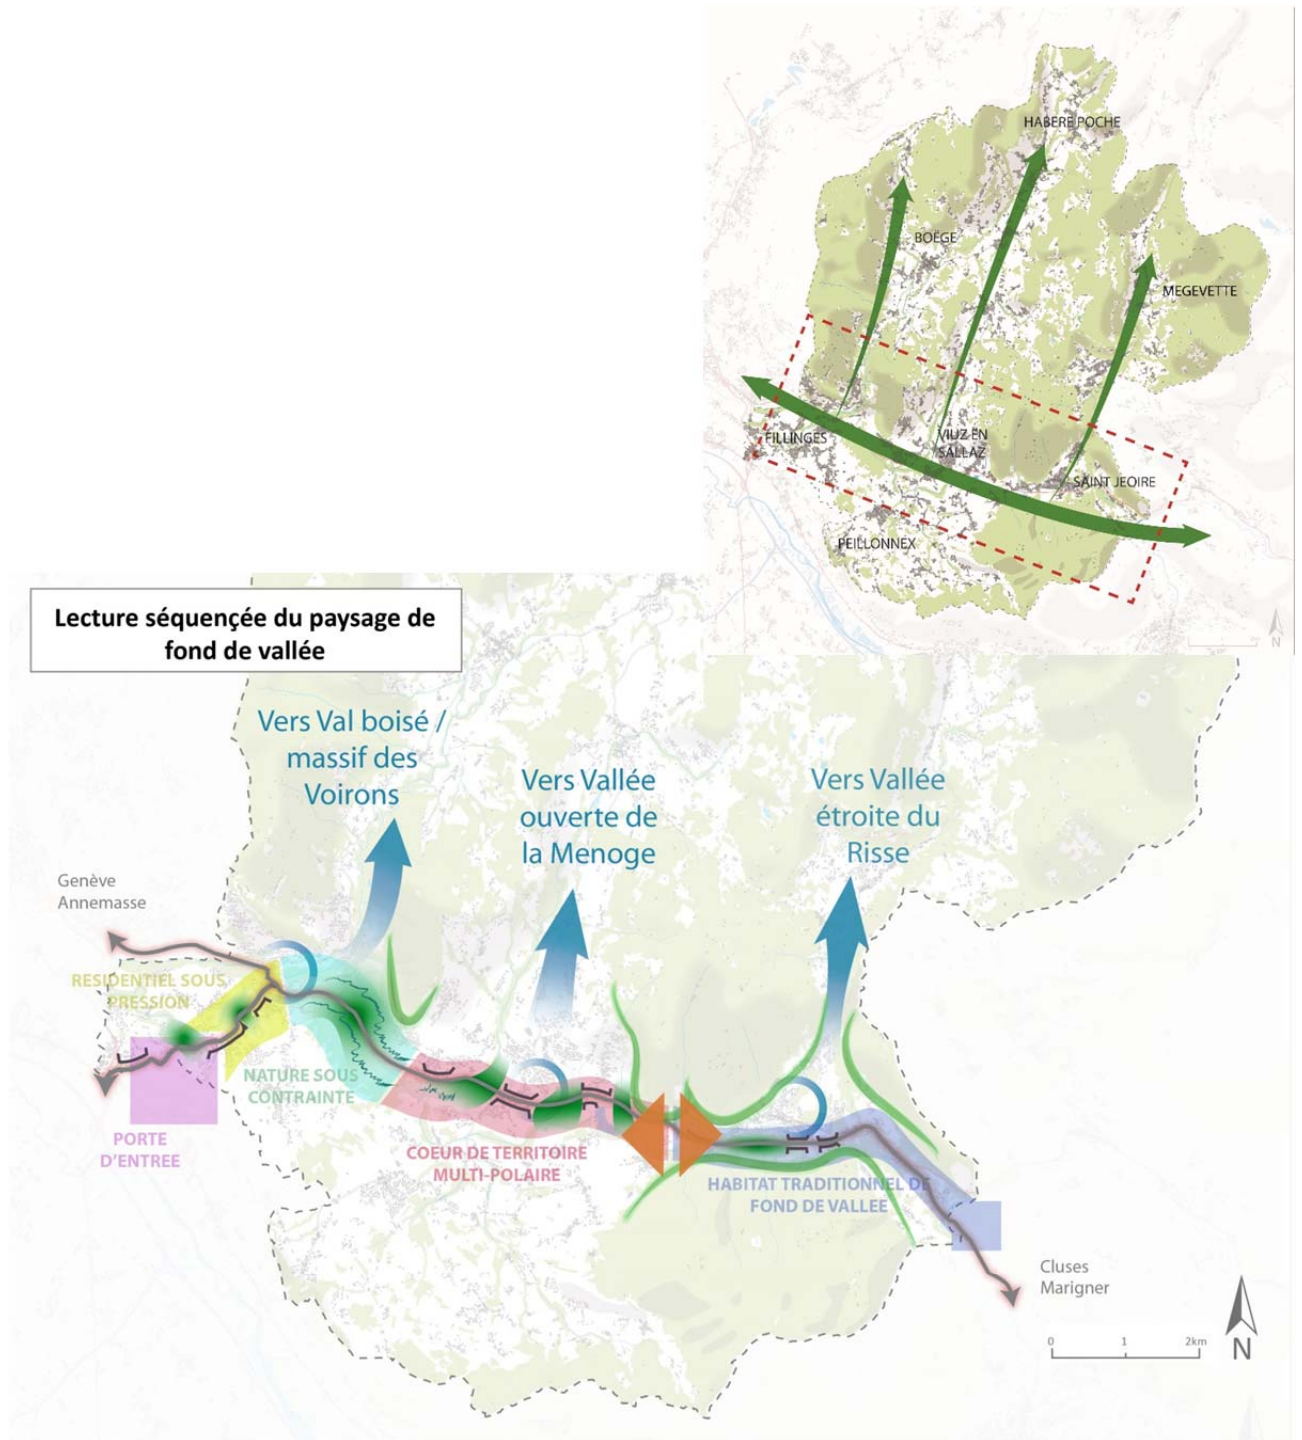 HABERE POCHE
BOËGE
MEGEVETTE
FILLINGES
VIUZ EN
SALLAZ
SAINT JEOIRE
PEILLONNEX
N
Lecture séquençée du paysage de
fond de vallée
Vers Val boisé /
massif des
Voirons
Vers Vallée
ouverte de
la Menoge
Vers Vallée
étroite du
Risse
Genève
Annemasse
RESIDENTIEL SOUS
PRESSION
NATURE SOUS
CONTRAINTE
PORTE
D'ENTREE
COEUR DE TERRITOIRE
MULTI-POLAIRE
HABITAT TRADITIONNEL DE
FOND DE VALLEE
Cluses
Marigner
0 1 2km
N